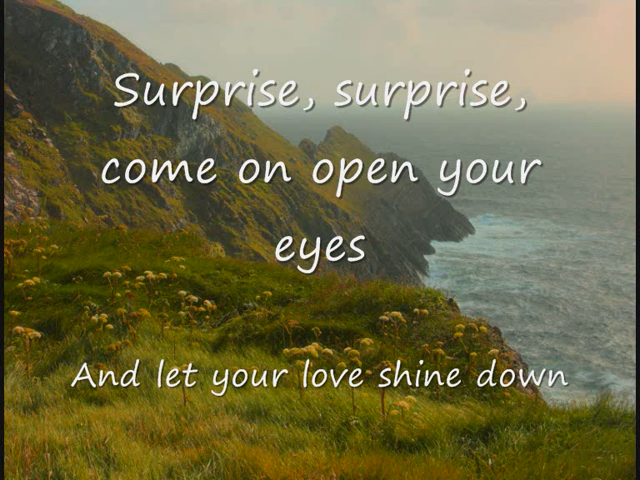 Surprise, surprise,
come on open your
eyes
And let your love shine down